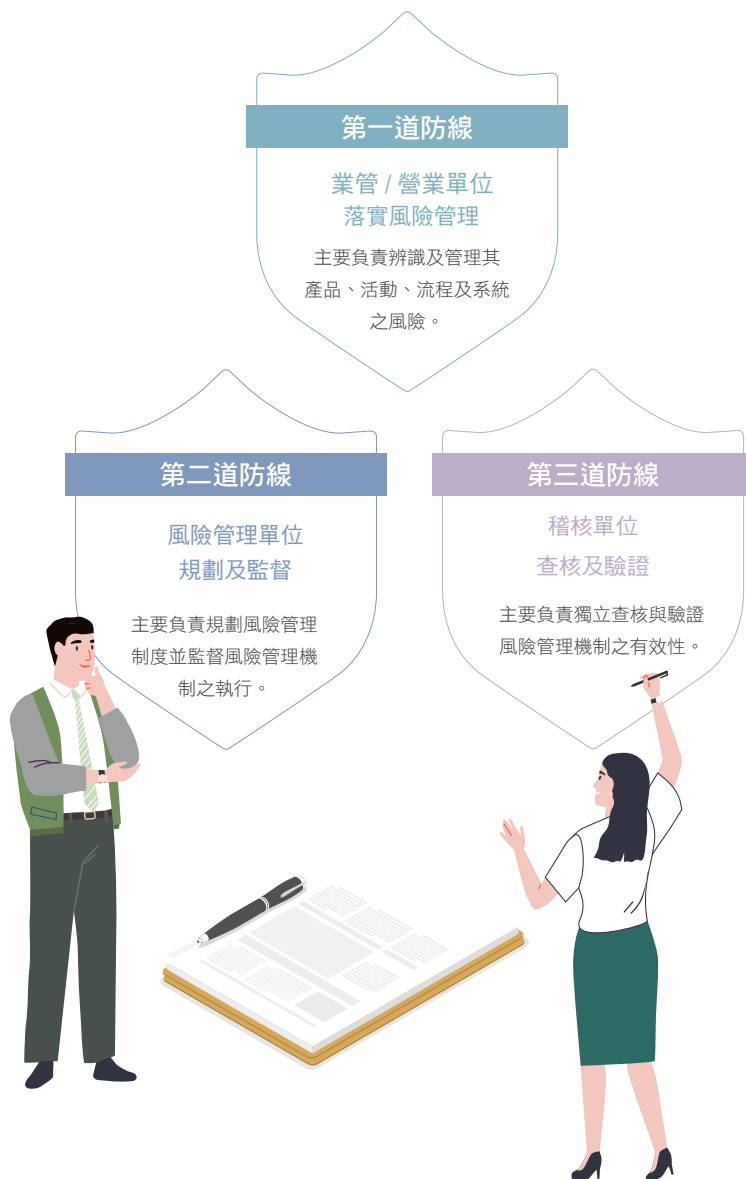 第一道防線
業管 / 營業單位
落實風險管理
主要負責辨識及管理其
產品、活動、流程及系統
之風險。
第二道防線
風險管理單位
規劃及監督
主要負責規劃風險管理
制度並監督風險管理機
制之執行。
第三道防線
稽核單位
查核及驗證
主要負責獨立查核與驗證
風險管理機制之有效性。